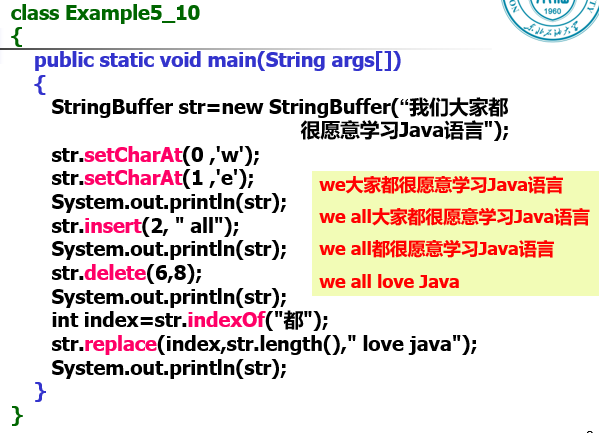 class Example5_10
{
public static void main(String args[])
{
StringBuffer str=new StringBuffer(“我们大家都
很愿意学习Java语言");
str.setCharAt(0 ,'w');
str.setCharAt(1 ,'e');
System.out.println(str);
str.insert(2, " all");
System.out.println(str);
str.delete(6,8);
System.out.println(str);
int index=str.indexOf("都");
str.replace(index,str.length()," love java");
System.out.println(str);
}
}
we大家都很愿意学习Java语言
we all大家都很愿意学习Java语言
we all都很愿意学习Java语言
we all love Java
1960